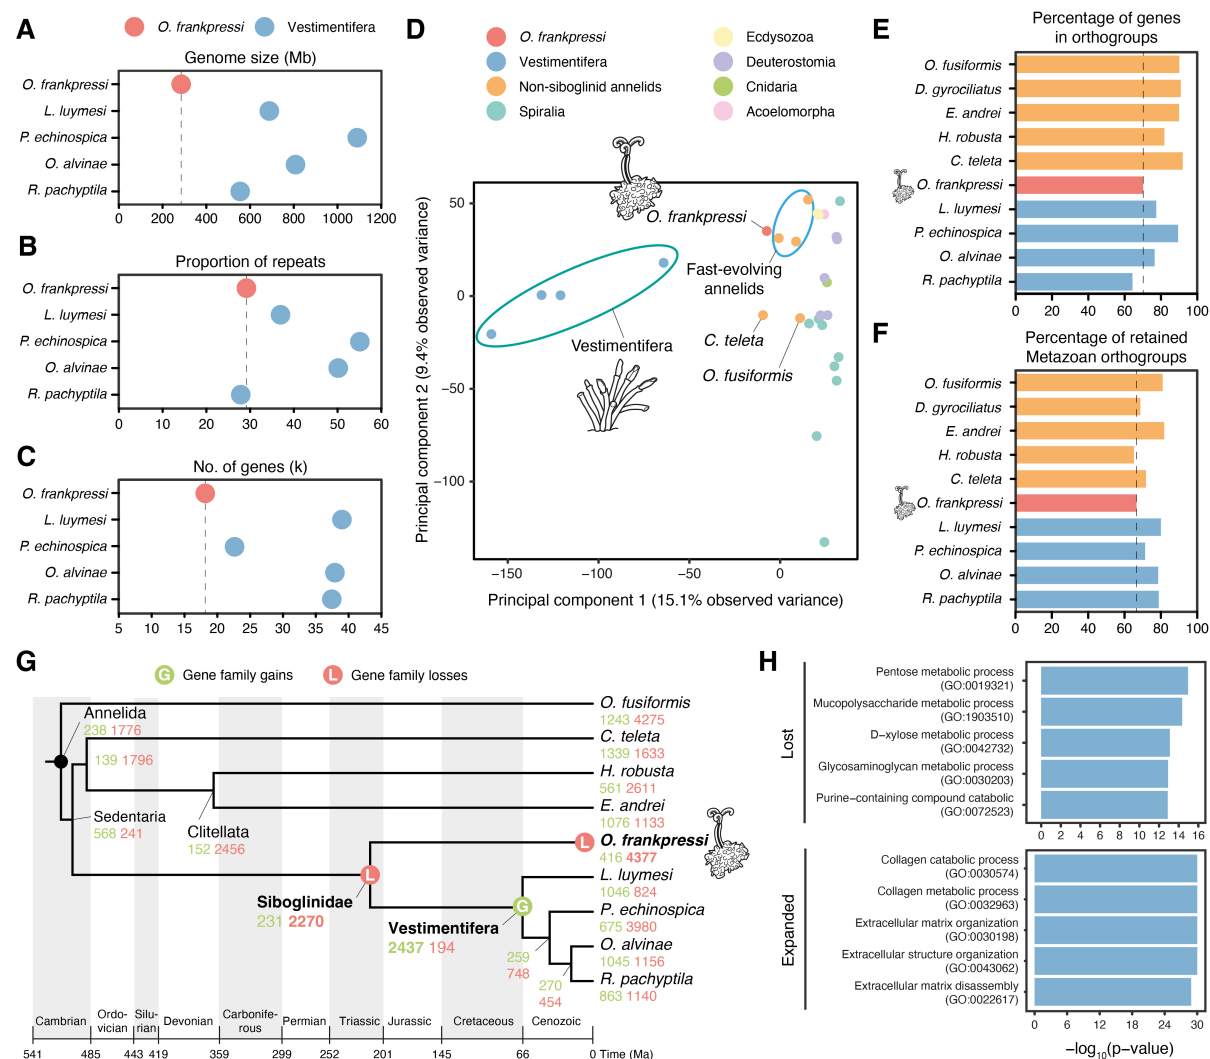 A
O. frankpressi
Vestimentifera
Genome size (Mb)
O. frankpressi
L. luymesi
P. echinospica
O. alvinae
R. pachyptila
0 200 400 600 800 1000 1200
B
Proportion of repeats
O. frankpressi
L. luymesi
P. echinospica
O. alvinae
R. pachyptila
0 10 20 30 40 50 60
C
No. of genes (k)
O. frankpressi
L. luymesi
P. echinospica
O. alvinae
R. pachyptila
5 10 15 20 25 30 35 40 45
D
O. frankpressi
Vestimentifera
Non-siboglinid annelids
Spiralia
Ecdysozoa
Deuterostomia
Cnidaria
Acoelomorpha
Principal component 2 (9.4% observed variance)
50
0
−50
−100
O. frankpressi
Fast-evolving
annelids
Vestimentifera
C. teleta
O. fusiformis
−150 −100 −50 0
Principal component 1 (15.1% observed variance)
E
Percentage of genes
in orthogroups
O. fusiformis
D. gyrociliatus
E. andrei
H. robusta
C. teleta
O. frankpressi
L. luymesi
P. echinospica
O. alvinae
R. pachyptila
0 20 40 60 80 100
F
Percentage of retained
Metazoan orthogroups
O. fusiformis
D. gyrociliatus
E. andrei
H. robusta
C. teleta
O. frankpressi
L. luymesi
P. echinospica
O. alvinae
R. pachyptila
0 20 40 60 80 100
G
G Gene family gains
L Gene family losses
Annelida
238 1776
139 1796
Sedentaria
568 241
Clitellata
152 2456
Siboglinidae
231 2270
L
Vestimentifera
2437 194
G
259
748
270
454
L
O. fusiformis
1243 4275
C. teleta
1339 1633
H. robusta
561 2611
E. andrei
1076 1133
O. frankpressi
416 4377
L. luymesi
1046 824
P. echinospica
675 3980
O. alvinae
1045 1156
R. pachyptila
863 1140
Cambrian
Ordo-
vician
Silu-
rian
Devonian
Carbonife-
rous
Permian
Triassic
Jurassic
Cretaceous
Cenozoic
541 485 443 419 359 299 252 201 145 66 0 Time (Ma)
H
Lost
Pentose metabolic process
(GO:0019321)
Mucopolysaccharide metabolic process
(GO:1903510)
D−xylose metabolic process
(GO:0042732)
Glycosaminoglycan metabolic process
(GO:0030203)
Purine−containing compound catabolic
(GO:0072523)
0 2 4 6 8 10 12 14 16
Expanded
Collagen catabolic process
(GO:0030574)
Collagen metabolic process
(GO:0032963)
Extracellular matrix organization
(GO:0030198)
Extracellular structure organization
(GO:0043062)
Extracellular matrix disassembly
(GO:0022617)
0 6 12 18 24 30
−log10(p−value)